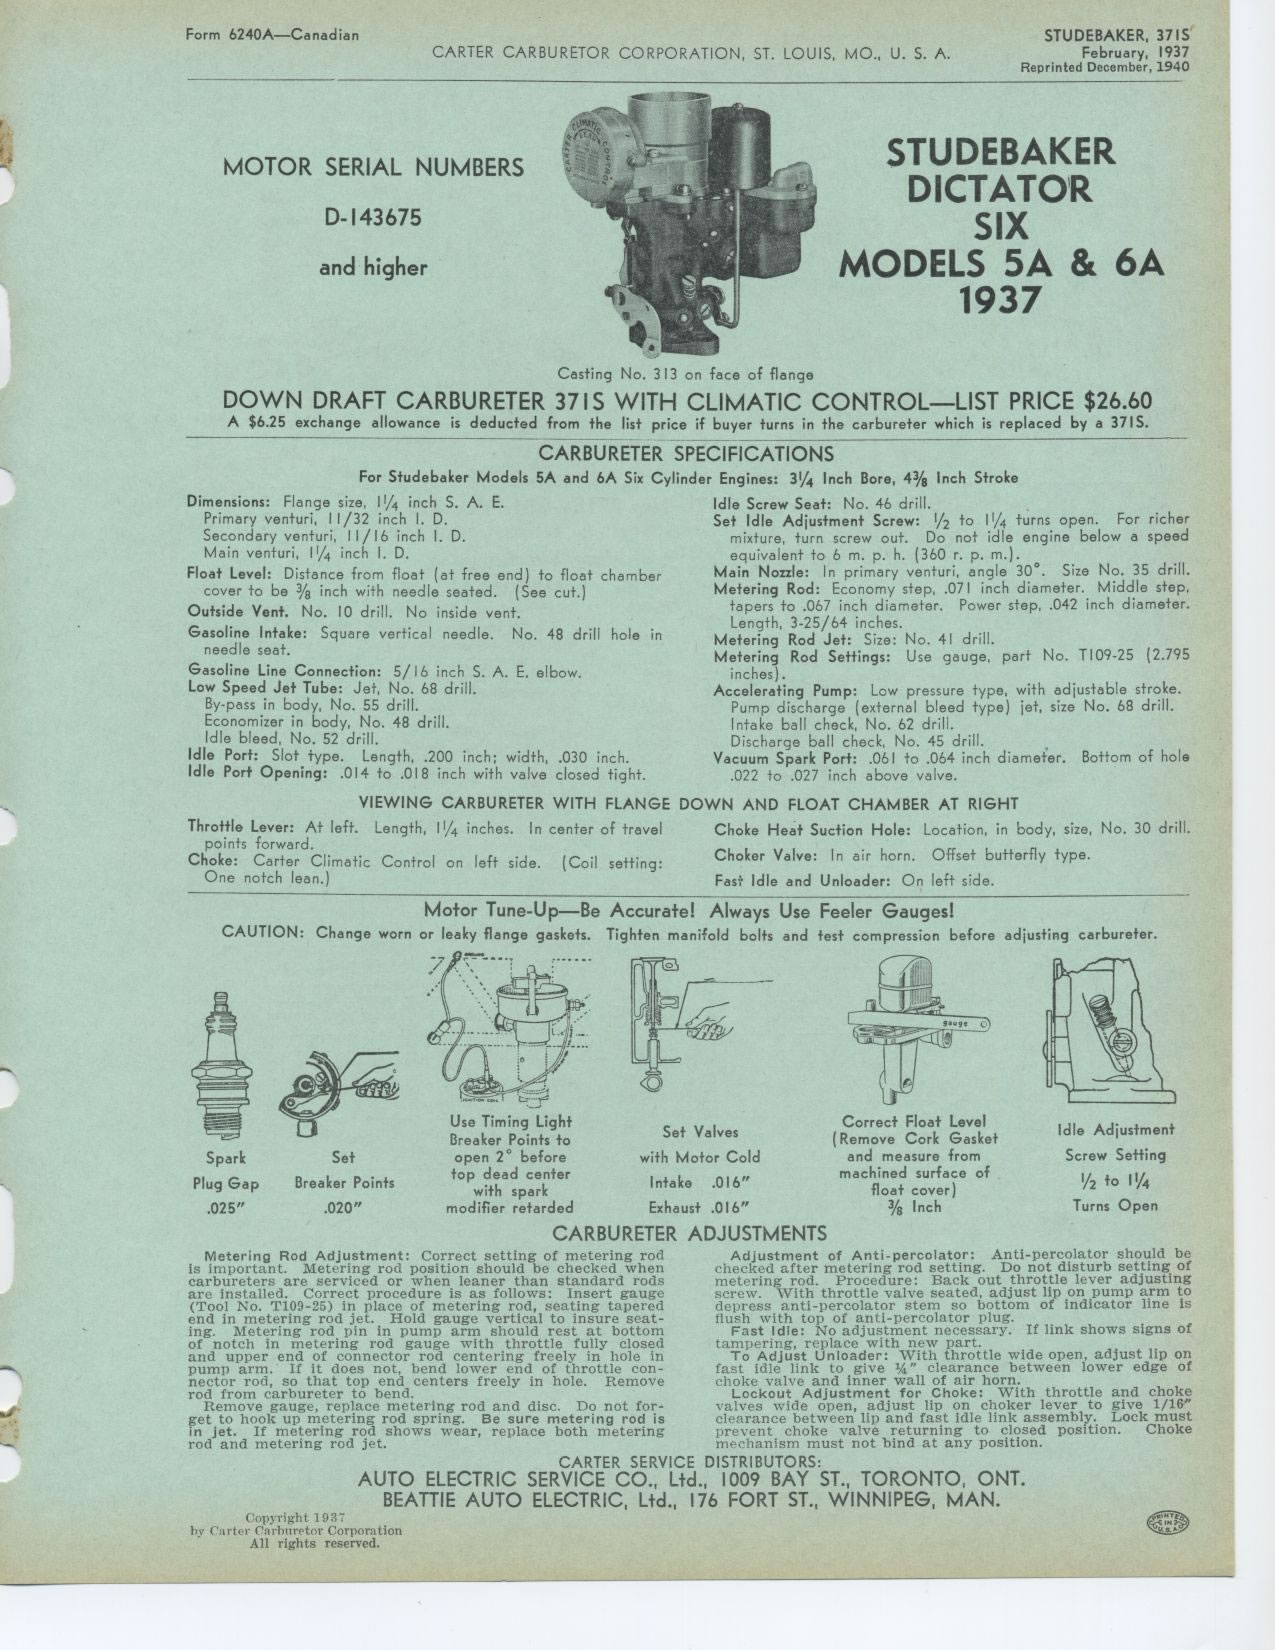 Form 6240A—Canadian
CARTER CARBURETOR CORPORATION, ST. LOUIS, MO., U. S. A.
STUDEBAKER, 371S
February, 1937
Reprinted December, 1940
MOTOR SERIAL NUMBERS
D-143675
and higher
CARTER CLIMATIC CONTROL
LEAN
STUDEBAKER
DICTATOR
SIX
MODELS 5A & 6A
1937
Casting No. 313 on face of flange
DOWN DRAFT CARBURETER 371S WITH CLIMATIC CONTROL—LIST PRICE $26.60
A $6.25 exchange allowance is deducted from the list price if buyer turns in the carbureter which is replaced by a 371S.
CARBURETER SPECIFICATIONS
For Studebaker Models 5A and 6A Six Cylinder Engines: 3¼ Inch Bore, 4⅜ Inch Stroke
Dimensions: Flange size, 1¼ inch S. A. E.
Primary venturi, 11/32 inch I. D.
Secondary venturi, 11/16 inch I. D.
Main venturi, 1¼ inch I. D.
Float Level: Distance from float (at free end) to float chamber
cover to be ⅜ inch with needle seated. (See cut.)
Outside Vent. No. 10 drill. No inside vent.
Gasoline Intake: Square vertical needle. No. 48 drill hole in
needle seat.
Gasoline Line Connection: 5/16 inch S. A. E. elbow.
Low Speed Jet Tube: Jet, No. 68 drill.
By-pass in body, No. 55 drill.
Economizer in body, No. 48 drill.
Idle bleed, No. 52 drill.
Idle Port: Slot type. Length, .200 inch; width, .030 inch.
Idle Port Opening: .014 to .018 inch with valve closed tight.
Idle Screw Seat: No. 46 drill.
Set Idle Adjustment Screw: ½ to 1¼ turns open. For richer
mixture, turn screw out. Do not idle engine below a speed
equivalent to 6 m. p. h. (360 r. p. m.).
Main Nozzle: In primary venturi, angle 30°. Size No. 35 drill.
Metering Rod: Economy step, .071 inch diameter. Middle step,
tapers to .067 inch diameter. Power step, .042 inch diameter.
Length, 3-25/64 inches.
Metering Rod Jet: Size: No. 41 drill.
Metering Rod Settings: Use gauge, part No. T109-25 (2.795
inches).
Accelerating Pump: Low pressure type, with adjustable stroke.
Pump discharge (external bleed type) jet, size No. 68 drill.
Intake ball check, No. 62 drill.
Discharge ball check, No. 45 drill.
Vacuum Spark Port: .061 to .064 inch diameter. Bottom of hole
.022 to .027 inch above valve.
VIEWING CARBURETER WITH FLANGE DOWN AND FLOAT CHAMBER AT RIGHT
Throttle Lever: At left. Length, 1¼ inches. In center of travel
points forward.
Choke: Carter Climatic Control on left side. (Coil setting:
One notch lean.)
Choke Heat Suction Hole: Location, in body, size, No. 30 drill.
Choker Valve: In air horn. Offset butterfly type.
Fast Idle and Unloader: On left side.
Motor Tune-Up—Be Accurate! Always Use Feeler Gauges!
CAUTION: Change worn or leaky flange gaskets. Tighten manifold bolts and test compression before adjusting carbureter.
gauge
IGNITION COIL
Spark
Plug Gap
.025"
Set
Breaker Points
.020"
Use Timing Light
Breaker Points to
open 2° before
top dead center
with spark
modifier retarded
Set Valves
with Motor Cold
Intake .016"
Exhaust .016"
Correct Float Level
(Remove Cork Gasket
and measure from
machined surface of
float cover)
⅜ Inch
Idle Adjustment
Screw Setting
½ to 1¼
Turns Open
CARBURETER ADJUSTMENTS
Metering Rod Adjustment: Correct setting of metering rod
is important. Metering rod position should be checked when
carbureters are serviced or when leaner than standard rods
are installed. Correct procedure is as follows: Insert gauge
(Tool No. T109-25) in place of metering rod, seating tapered
end in metering rod jet. Hold gauge vertical to insure seat-
ing. Metering rod pin in pump arm should rest at bottom
of notch in metering rod gauge with throttle fully closed
and upper end of connector rod centering freely in hole in
pump arm. If it does not, bend lower end of throttle con-
nector rod, so that top end centers freely in hole. Remove
rod from carbureter to bend.
Remove gauge, replace metering rod and disc. Do not for-
get to hook up metering rod spring. Be sure metering rod is
in jet. If metering rod shows wear, replace both metering
rod and metering rod jet.
Adjustment of Anti-percolator: Anti-percolator should be
checked after metering rod setting. Do not disturb setting of
metering rod. Procedure: Back out throttle lever adjusting
screw. With throttle valve seated, adjust lip on pump arm to
depress anti-percolator stem so bottom of indicator line is
flush with top of anti-percolator plug.
Fast Idle: No adjustment necessary. If link shows signs of
tampering, replace with new part.
To Adjust Unloader: With throttle wide open, adjust lip on
fast idle link to give ¼" clearance between lower edge of
choke valve and inner wall of air horn.
Lockout Adjustment for Choke: With throttle and choke
valves wide open, adjust lip on choker lever to give 1/16"
clearance between lip and fast idle link assembly. Lock must
prevent choke valve returning to closed position. Choke
mechanism must not bind at any position.
CARTER SERVICE DISTRIBUTORS:
AUTO ELECTRIC SERVICE CO., Ltd., 1009 BAY ST., TORONTO, ONT.
BEATTIE AUTO ELECTRIC, Ltd., 176 FORT ST., WINNIPEG, MAN.
Copyright 1937
by Carter Carburetor Corporation
All rights reserved.
PRINTED
IN
U.S.A.